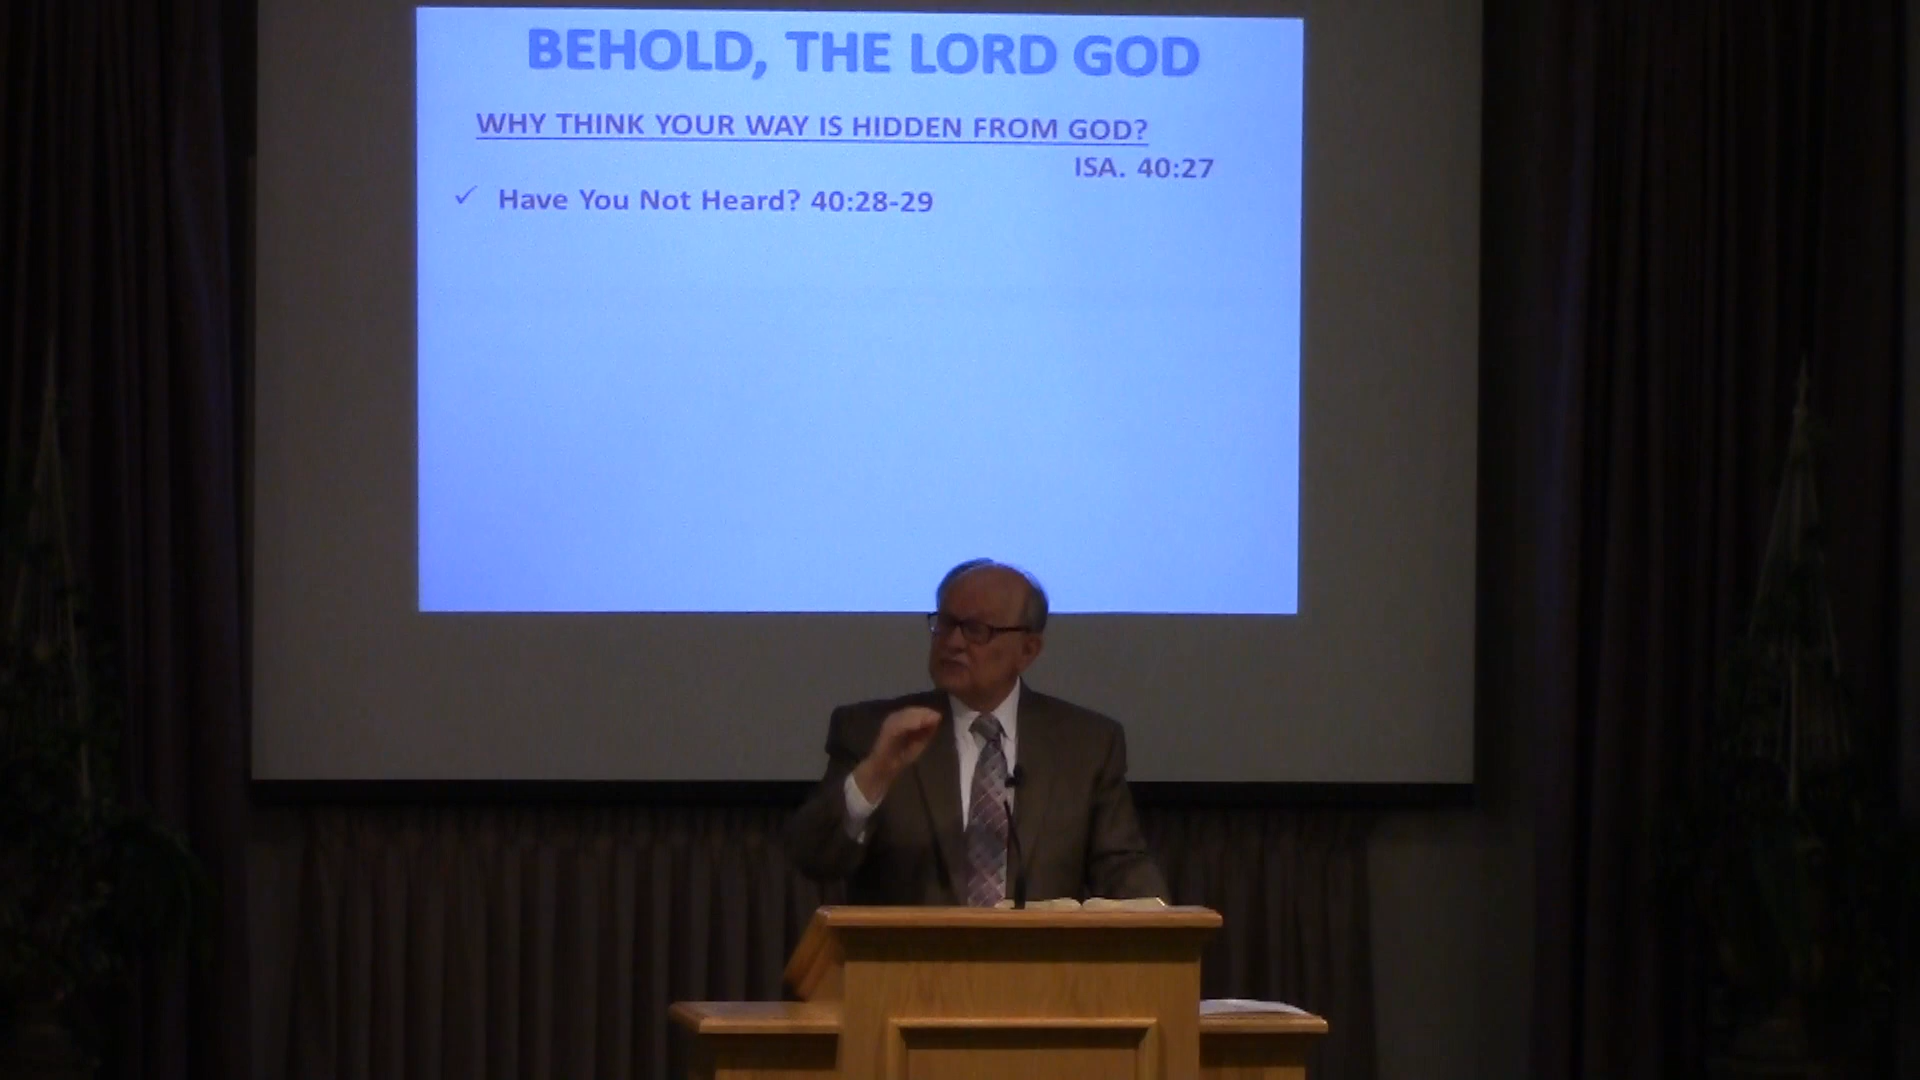 BEHOLD, THE LORD GOD
WHY THINK YOUR WAY IS HIDDEN FROM GOD?
ISA. 40:27
✓ Have You Not Heard? 40:28-29